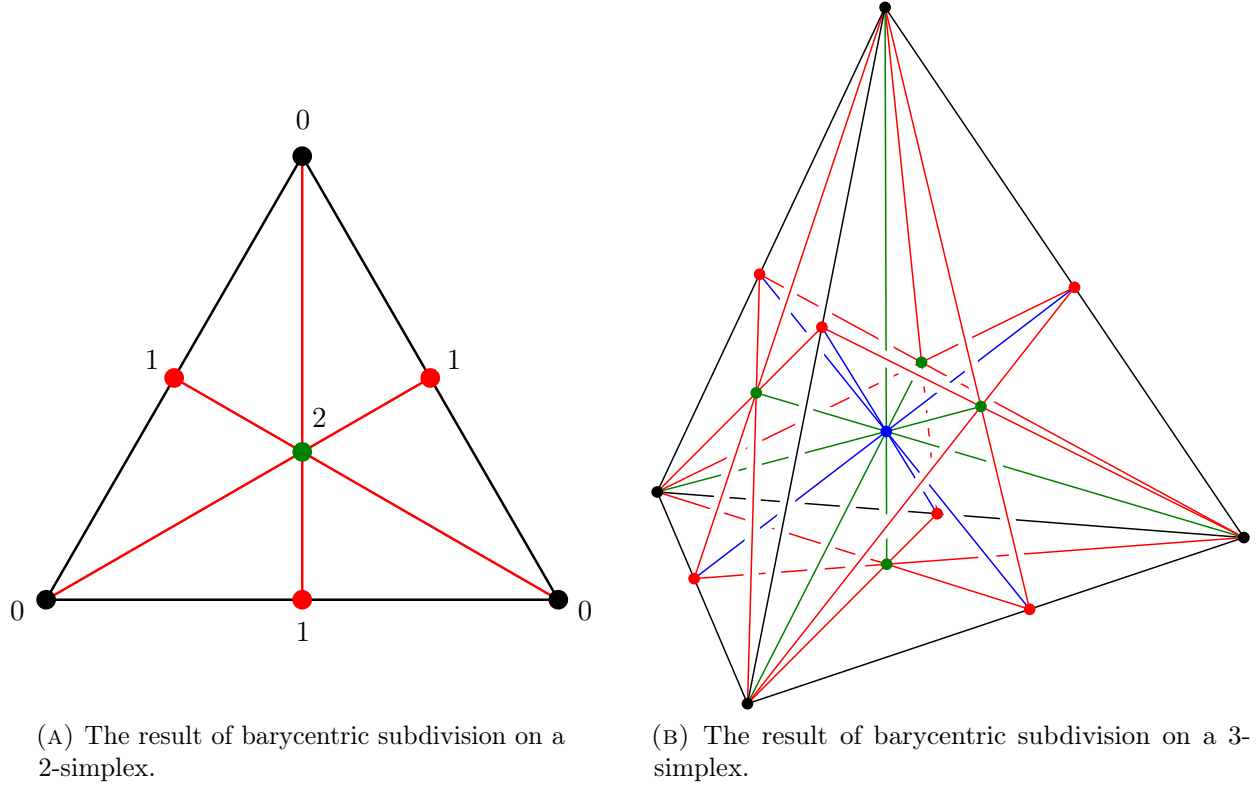 0
1
1
2
0
0
1
(A) The result of barycentric subdivision on a
2-simplex.
(B) The result of barycentric subdivision on a 3-
simplex.